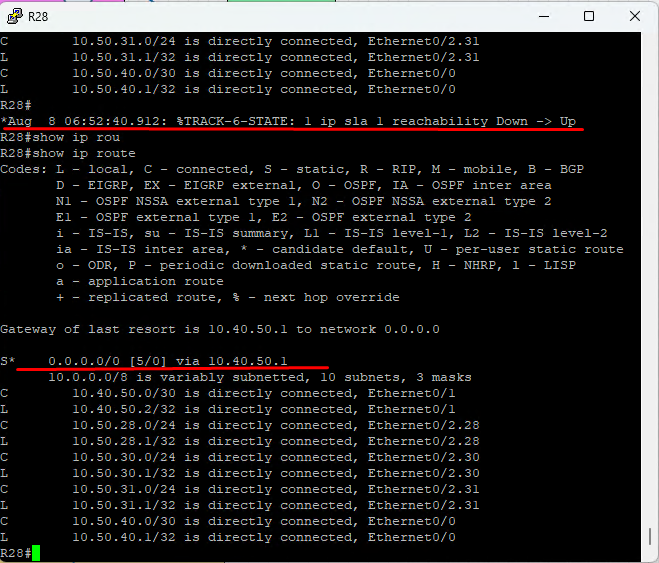 R28
C        10.50.31.0/24 is directly connected, Ethernet0/2.31
L        10.50.31.1/32 is directly connected, Ethernet0/2.31
C        10.50.40.0/30 is directly connected, Ethernet0/0
L        10.50.40.1/32 is directly connected, Ethernet0/0
R28#
*Aug  8 06:52:40.912: %TRACK-6-STATE: 1 ip sla 1 reachability Down -> Up
R28#show ip rou
R28#show ip route
Codes: L - local, C - connected, S - static, R - RIP, M - mobile, B - BGP
       D - EIGRP, EX - EIGRP external, O - OSPF, IA - OSPF inter area
       N1 - OSPF NSSA external type 1, N2 - OSPF NSSA external type 2
       E1 - OSPF external type 1, E2 - OSPF external type 2
       i - IS-IS, su - IS-IS summary, L1 - IS-IS level-1, L2 - IS-IS level-2
       ia - IS-IS inter area, * - candidate default, U - per-user static route
       o - ODR, P - periodic downloaded static route, H - NHRP, l - LISP
       a - application route
       + - replicated route, % - next hop override
Gateway of last resort is 10.40.50.1 to network 0.0.0.0
S*    0.0.0.0/0 [5/0] via 10.40.50.1
      10.0.0.0/8 is variably subnetted, 10 subnets, 3 masks
C        10.40.50.0/30 is directly connected, Ethernet0/1
L        10.40.50.2/32 is directly connected, Ethernet0/1
C        10.50.28.0/24 is directly connected, Ethernet0/2.28
L        10.50.28.1/32 is directly connected, Ethernet0/2.28
C        10.50.30.0/24 is directly connected, Ethernet0/2.30
L        10.50.30.1/32 is directly connected, Ethernet0/2.30
C        10.50.31.0/24 is directly connected, Ethernet0/2.31
L        10.50.31.1/32 is directly connected, Ethernet0/2.31
C        10.50.40.0/30 is directly connected, Ethernet0/0
L        10.50.40.1/32 is directly connected, Ethernet0/0
R28#